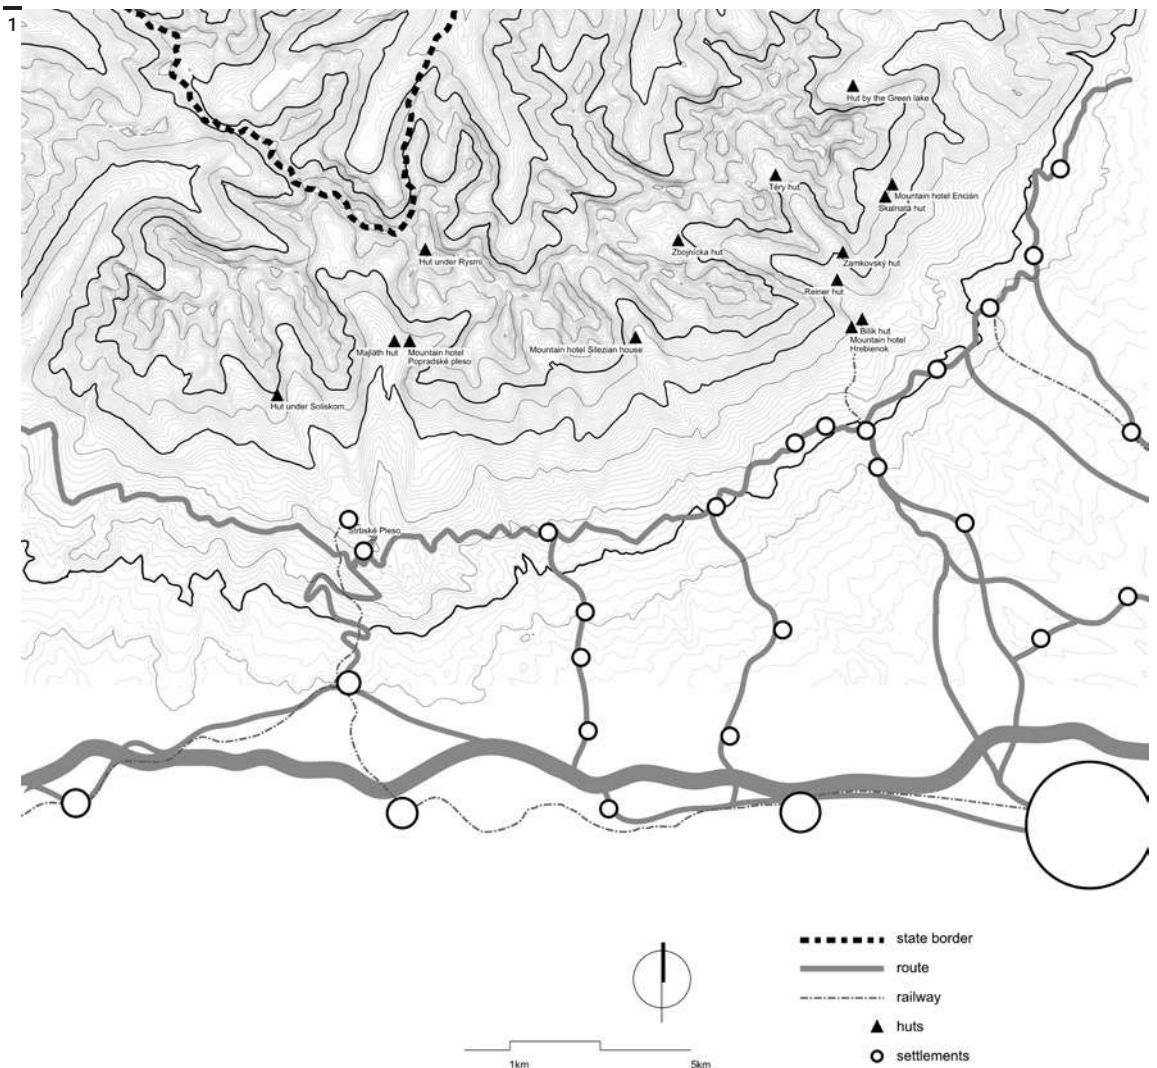 1
Hut by the Green lake
Téry hut
Mountain hotel Encián
Skalnatá hut
Zbojnícka hut
Hut under Rysmi
Zamkovský hut
Reiner hut
Bilík hut
Mountain hotel
Hrebienok
Majláth hut
Mountain hotel
Popradské pleso
Mountain hotel Silezian house
Hut under Soliskom
Štrbské Pleso
state border
route
railway
huts
settlements
1km
5km